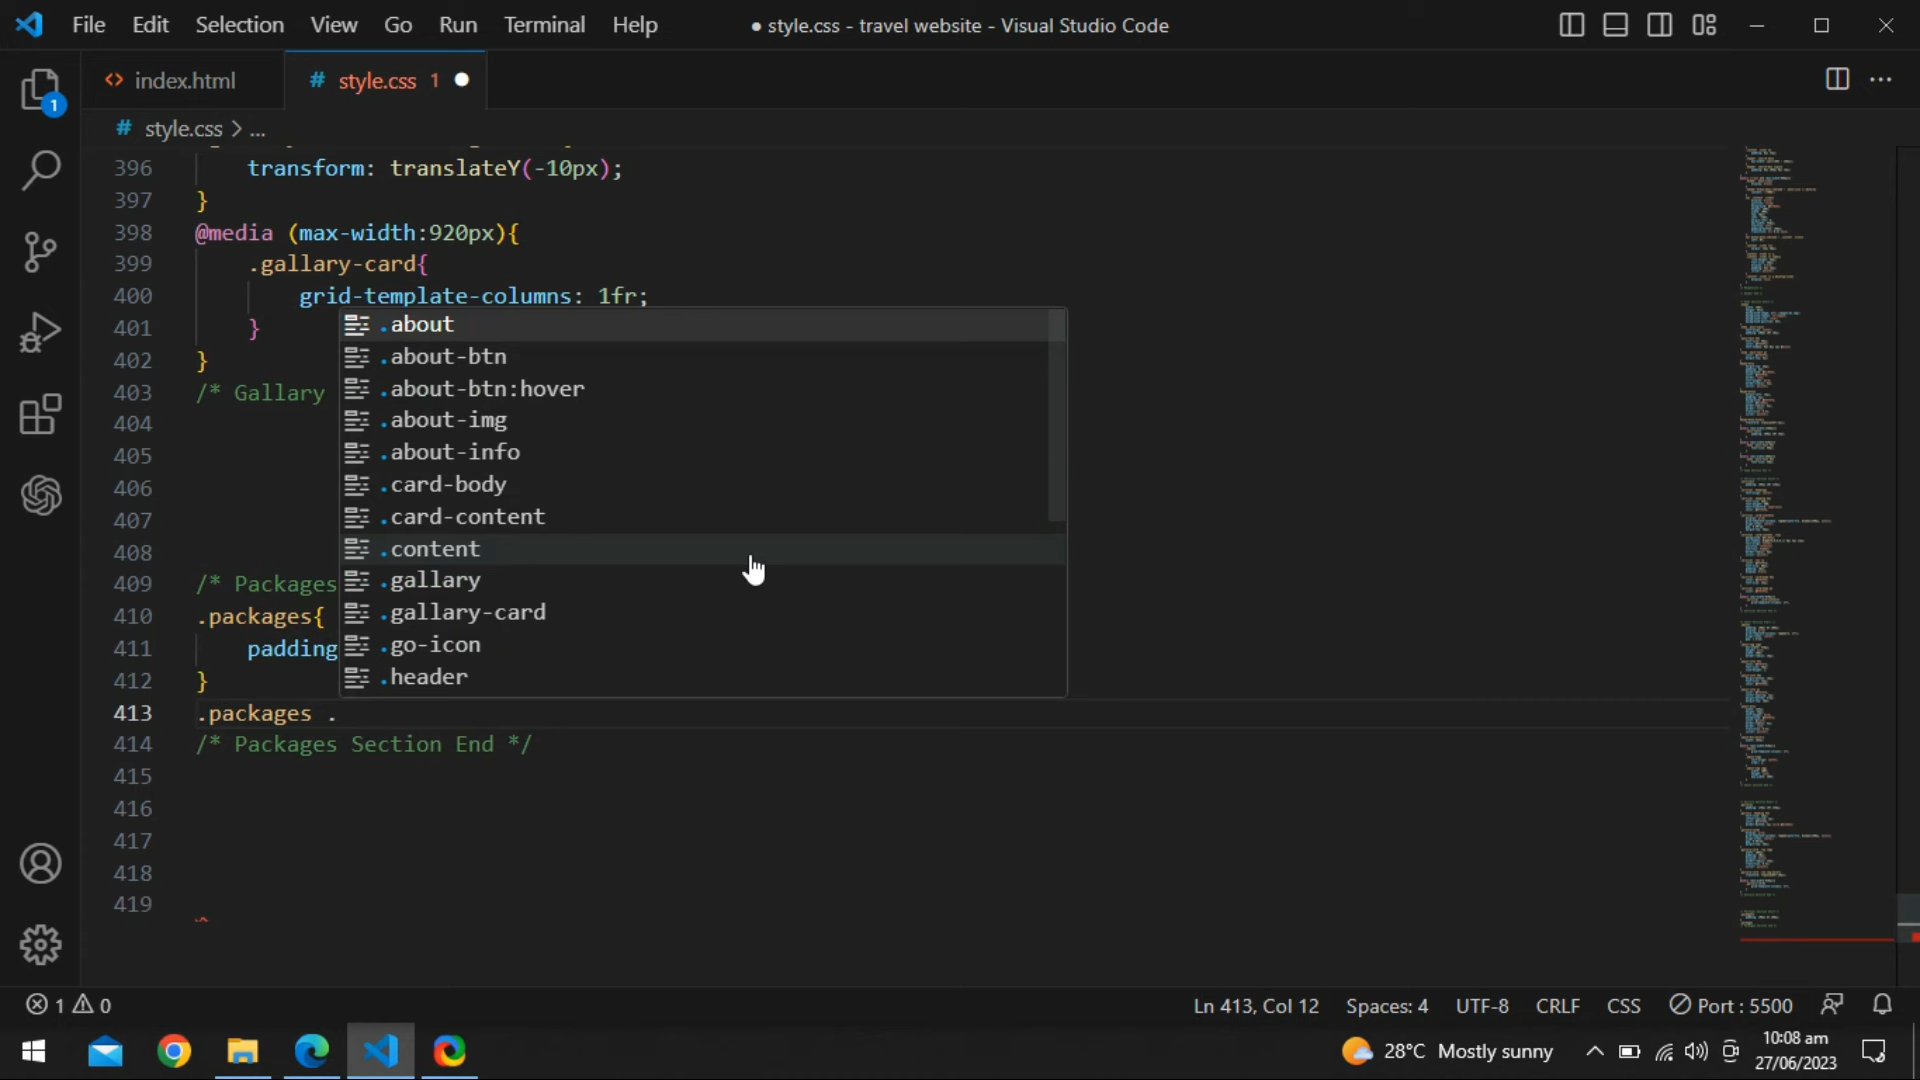 File Edit Selection View Go Run Terminal Help
● style.css - travel website - Visual Studio Code
index.html
# style.css 1
# style.css > ...
1
396 transform: translateY(-10px);
397 }
398 @media (max-width:920px){
399 .gallary-card{
400 grid-template-columns: 1fr;
401 }
402 }
403 /* Gallary
404
405
406
407
408
409 /* Packages
410 .packages{
411 padding
412 }
413 .packages .
414 /* Packages Section End */
415
416
417
418
419
.about
.about-btn
.about-btn:hover
.about-img
.about-info
.card-body
.card-content
.content
.gallary
.gallary-card
.go-icon
.header
1 0
Ln 413, Col 12 Spaces: 4 UTF-8 CRLF CSS Port : 5500
28°C Mostly sunny
10:08 am
27/06/2023